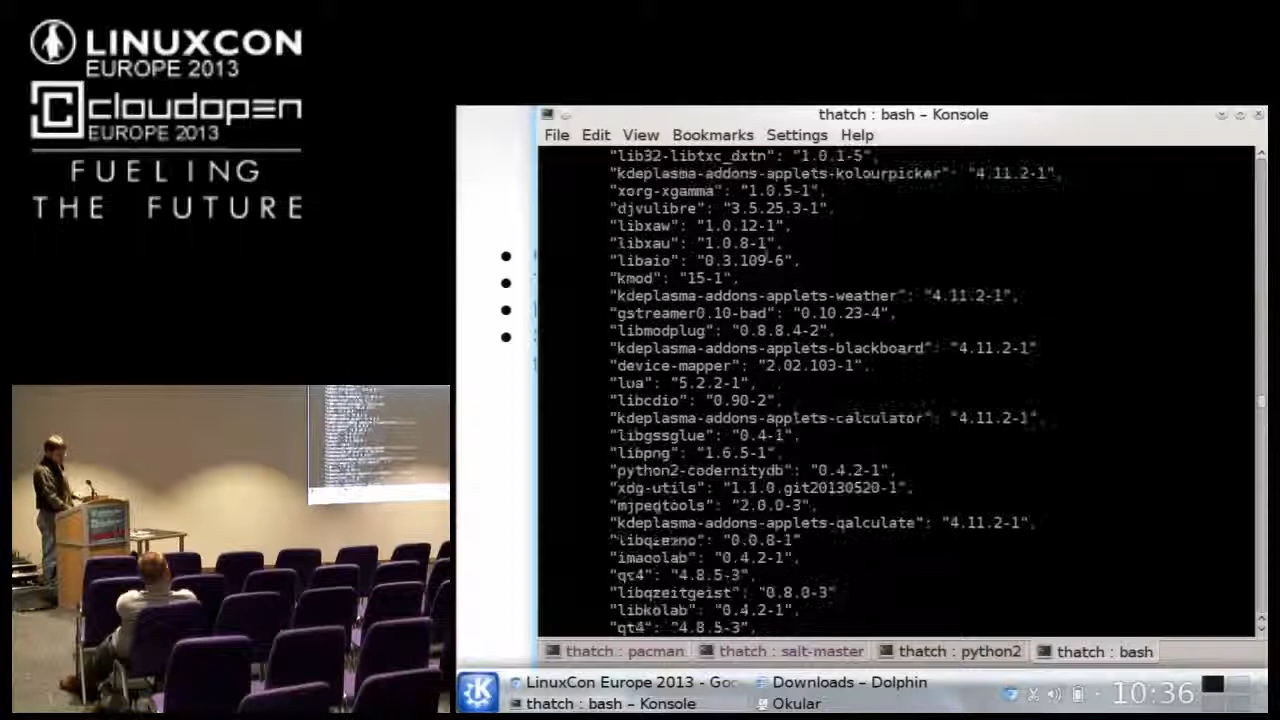 LINUXCON
EUROPE 2013
cloudopen
EUROPE 2013
FUELING
THE FUTURE
thatch : bash – Konsole
File Edit View Bookmarks Settings Help
"lib32-libtxc_dxtn": "1.0.1-5",
"kdeplasma-addons-applets-kolourpicker": "4.11.2-1",
"xorg-xgamma": "1.0.5-1",
"djvulibre": "3.5.25.3-1",
"libxaw": "1.0.12-1",
"libxau": "1.0.8-1",
"libaio": "0.3.109-6",
"kmod": "15-1",
"kdeplasma-addons-applets-weather": "4.11.2-1",
"gstreamer0.10-bad": "0.10.23-4",
"libmodplug": "0.8.8.4-2",
"kdeplasma-addons-applets-blackboard": "4.11.2-1"
"device-mapper": "2.02.103-1",
"lua": "5.2.2-1",
"libcdio": "0.90-2",
"kdeplasma-addons-applets-calculator": "4.11.2-1",
"libgssglue": "0.4-1",
"libpng": "1.6.5-1",
"python2-codernitydb": "0.4.2-1",
"xdg-utils": "1.1.0.git20130520-1",
"mjpegtools": "2.0.0-3",
"kdeplasma-addons-applets-qalculate": "4.11.2-1",
"0.0.8-1"
"0.4.2-1",
"4.8.5-3",
"libqzeitgeist": "0.8.0-3"
"libkolab": "0.4.2-1",
"qt4": "4.8.5-3",
thatch : pacman thatch : salt-master thatch : python2 thatch : bash
LinuxCon Europe 2013 - Goo Downloads – Dolphin
thatch : bash – Konsole Okular
10:36